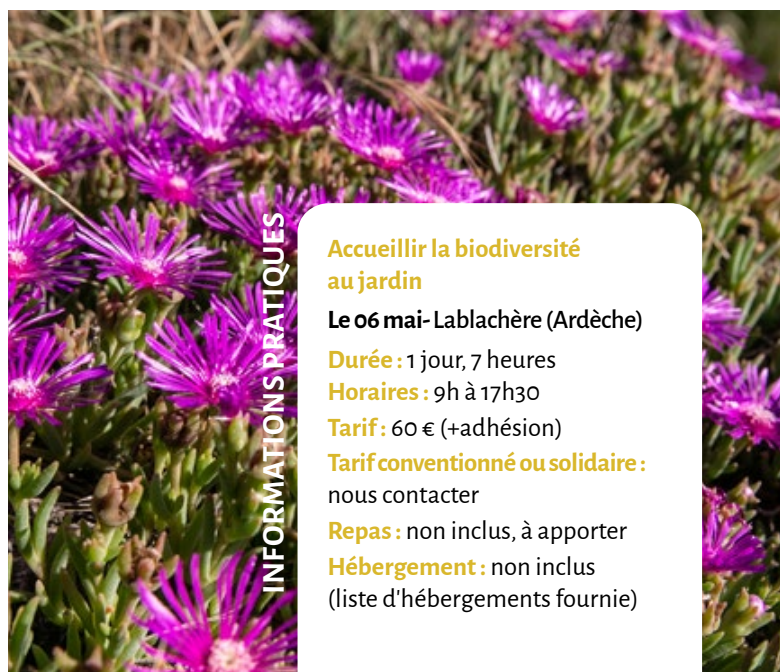 INFORMATIONS PRATIQUES
Accueillir la biodiversité
au jardin
Le 06 mai- Lablachère (Ardèche)
Durée : 1 jour, 7 heures
Horaires : 9h à 17h30
Tarif : 60 € (+adhésion)
Tarif conventionné ou solidaire :
nous contacter
Repas : non inclus, à apporter
Hébergement : non inclus
(liste d'hébergements fournie)